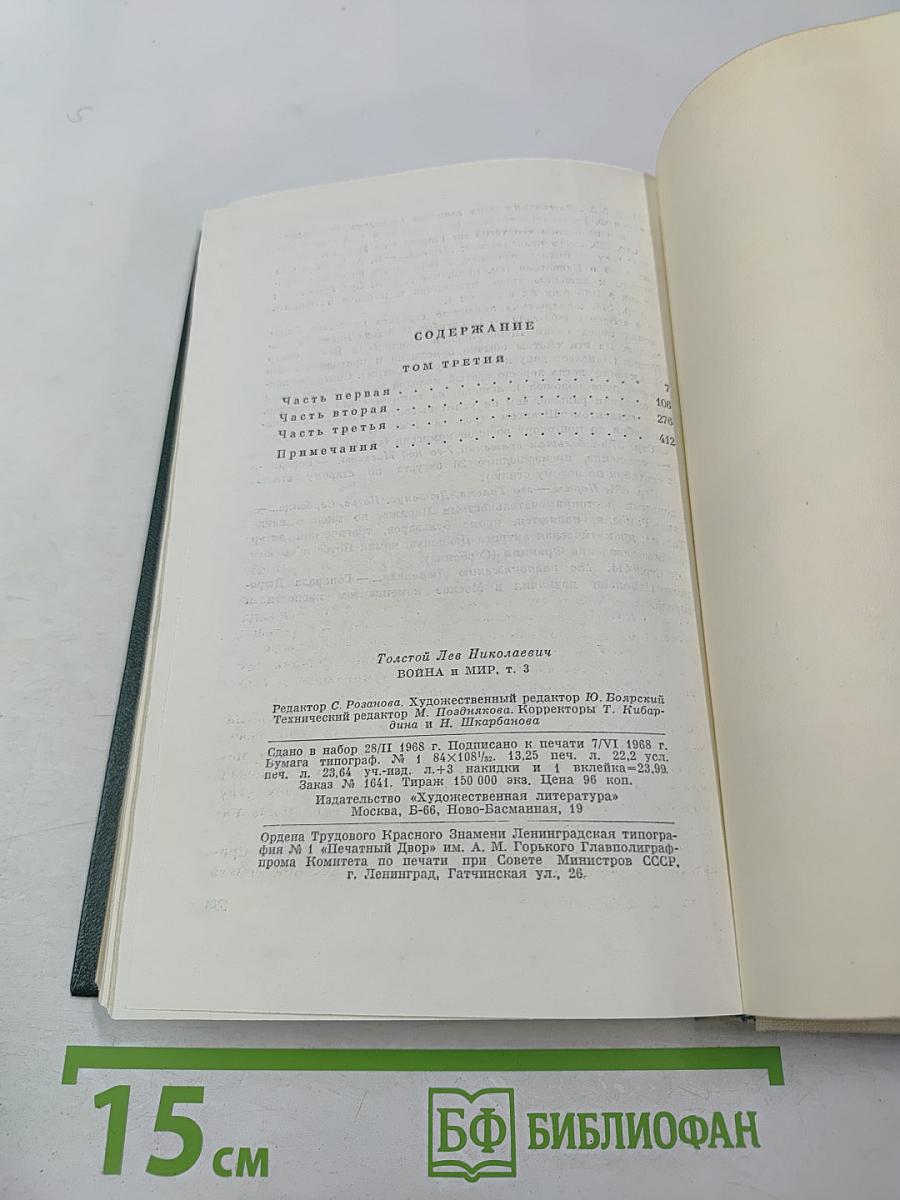 СОДЕРЖАНИЕ
ТОМ ТРЕТИЙ
Часть первая . . . . . . . . . . . . . . . . . 7
Часть вторая . . . . . . . . . . . . . . . . . 106
Часть третья . . . . . . . . . . . . . . . . . 276
Примечания . . . . . . . . . . . . . . . . . 412
Толстой Лев Николаевич
ВОЙНА и МИР, т. 3
Редактор С. Розанова. Художественный редактор Ю. Боярский
Технический редактор М. Позднякова. Корректоры Т. Кибар-
дина и Н. Шкарбанова
Сдано в набор 28/II 1968 г. Подписано к печати 7/VI 1968 г.
Бумага типограф. № 1 84×108¹/₃₂. 13,25 печ. л. 22,2 усл.
печ. л. 23,64 уч.-изд. л.+3 накидки и 1 вклейка=23,99.
Заказ № 1641. Тираж 150 000 экз. Цена 96 коп.
Издательство «Художественная литература»
Москва, Б-66, Ново-Басманная, 19
Ордена Трудового Красного Знамени Ленинградская типогра-
фия № 1 «Печатный Двор» им. А. М. Горького Главполиграф-
прома Комитета по печати при Совете Министров СССР,
г. Ленинград, Гатчинская ул., 26.
15 см
БФ БИБЛИОФАН